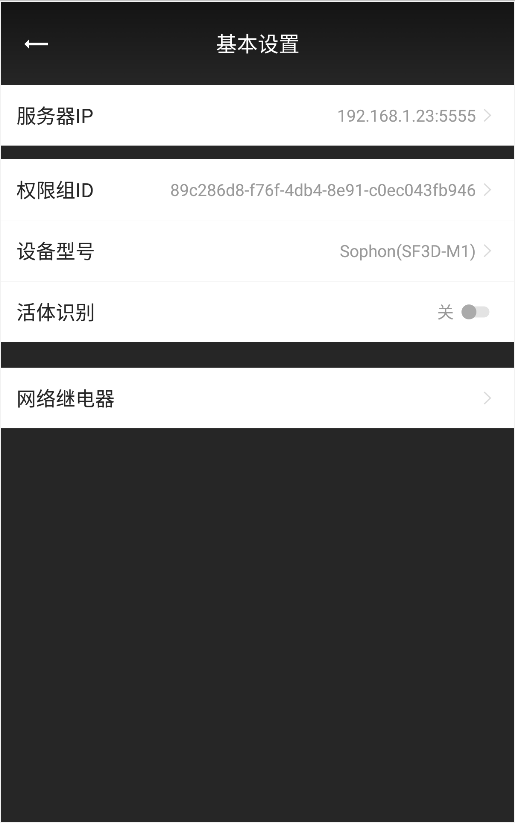 基本设置
服务器IP 192.168.1.23:5555
权限组ID 89c286d8-f76f-4db4-8e91-c0ec043fb946
设备型号 Sophon(SF3D-M1)
活体识别 关
网络继电器